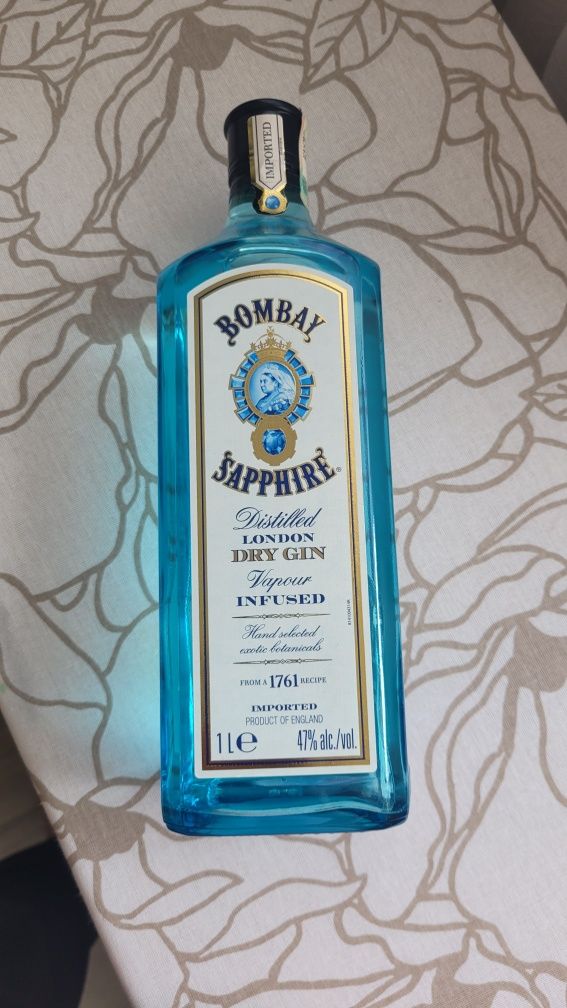 IMPORTED
BOMBAY
SAPPHIRE®
Distilled
LONDON
DRY GIN
Vapour
INFUSED
Hand selected
exotic botanicals
FROM A 1761 RECIPE
IMPORTED
PRODUCT OF ENGLAND
1 L℮ 47% alc./vol.